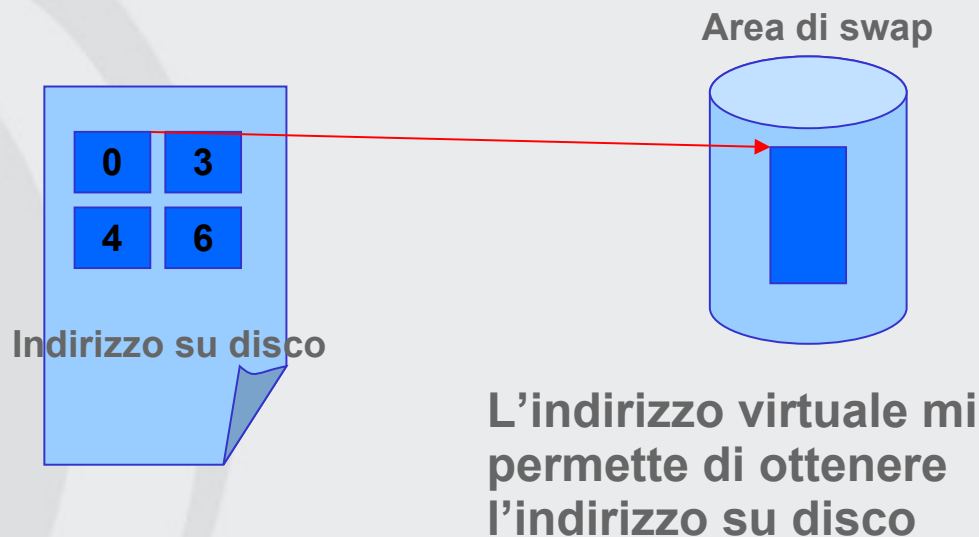 Area di swap
0 3
4 6
Indirizzo su disco
L’indirizzo virtuale mi
permette di ottenere
l’indirizzo su disco